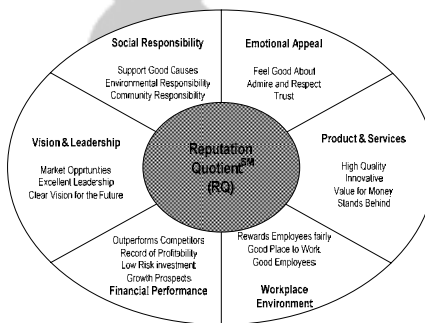 Social Responsibility
Support Good Causes
Environmental Responsibility
Community Responsibility
Emotional Appeal
Feel Good About
Admire and Respect
Trust
Vision & Leadership
Market Opprtunties
Excellent Leadership
Clear Vision for the Future
Reputation
Quotient SM
(RQ)
Product & Services
High Quality
Innovative
Value for Money
Stands Behind
Outperforms Competitors
Record of Profitability
Low Risk investment
Growth Prospects
Financial Performance
Rewards Employees fairly
Good Place to Work
Good Employees
Workplace
Environment